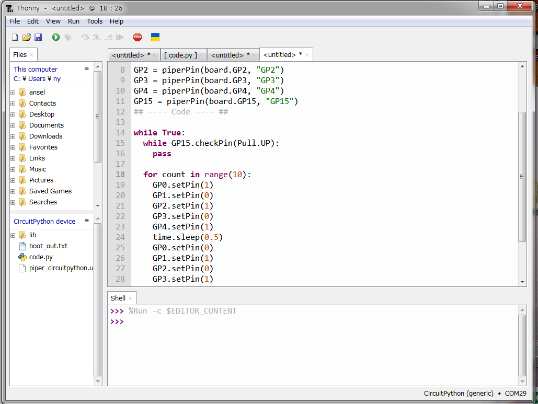 Thonny - <untitled> @ 18 : 26
File Edit View Run Tools Help
Files
This computer
C: ¥ Users ¥ ny
ansel
Contacts
Desktop
Documents
Downloads
Favorites
Links
Music
Pictures
Saved Games
Searches
CircuitPython device
lib
boot_out.txt
code.py
piper_circuitpython.u
<untitled> * [ code.py ] <untitled> * <untitled> *
8 GP2 = piperPin(board.GP2, "GP2")
9 GP3 = piperPin(board.GP3, "GP3")
10 GP4 = piperPin(board.GP4, "GP4")
11 GP15 = piperPin(board.GP15, "GP15")
12 ## ---- Code ---- ##
13
14 while True:
15 while GP15.checkPin(Pull.UP):
16 pass
17
18 for count in range(10):
19 GP0.setPin(1)
20 GP1.setPin(0)
21 GP2.setPin(1)
22 GP3.setPin(0)
23 GP4.setPin(1)
24 time.sleep(0.5)
25 GP0.setPin(0)
26 GP1.setPin(1)
27 GP2.setPin(0)
28 GP3.setPin(1)
Shell
>>> %Run -c $EDITOR_CONTENT
>>>
CircuitPython (generic) • COM29